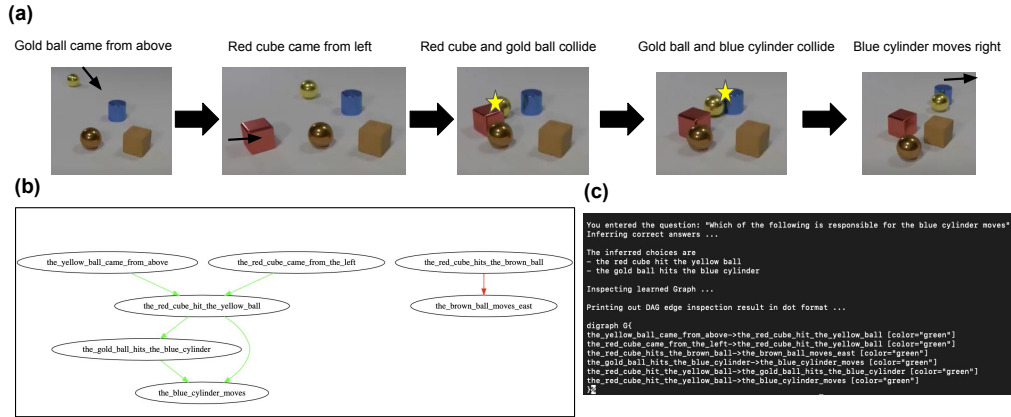 (a)
Gold ball came from above
Red cube came from left
Red cube and gold ball collide
Gold ball and blue cylinder collide
Blue cylinder moves right
(b)
the_yellow_ball_came_from_above
the_red_cube_came_from_the_left
the_red_cube_hits_the_brown_ball
the_red_cube_hit_the_yellow_ball
the_brown_ball_moves_east
the_gold_ball_hits_the_blue_cylinder
the_blue_cylinder_moves
(c)
You entered the question: "Which of the following is responsible for the blue cylinder moves"
Inferring correct answers ...
The inferred choices are
- the red cube hit the yellow ball
- the gold ball hits the blue cylinder
Inspecting learned Graph ...
Printing out DAG edge inspection result in dot format ...
digraph G{
the_yellow_ball_came_from_above->the_red_cube_hit_the_yellow_ball [color="green"]
the_red_cube_came_from_the_left->the_red_cube_hit_the_yellow_ball [color="green"]
the_red_cube_hits_the_brown_ball->the_brown_ball_moves_east [color="green"]
the_gold_ball_hits_the_blue_cylinder->the_blue_cylinder_moves [color="green"]
the_red_cube_hit_the_yellow_ball->the_gold_ball_hits_the_blue_cylinder [color="green"]
the_red_cube_hit_the_yellow_ball->the_blue_cylinder_moves [color="green"]
}%